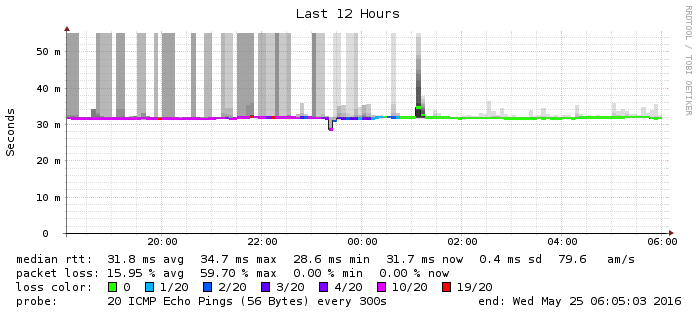 Last 12 Hours
RRDTOOL / TOBI OETIKER
Seconds
50 m
40 m
30 m
20 m
10 m
0
20:00 22:00 00:00 02:00 04:00 06:00
median rtt: 31.8 ms avg 34.7 ms max 28.6 ms min 31.7 ms now 0.4 ms sd 79.6 am/s
packet loss: 15.95 % avg 59.70 % max 0.00 % min 0.00 % now
loss color: 0 1/20 2/20 3/20 4/20 10/20 19/20
probe: 20 ICMP Echo Pings (56 Bytes) every 300s end: Wed May 25 06:05:03 2016